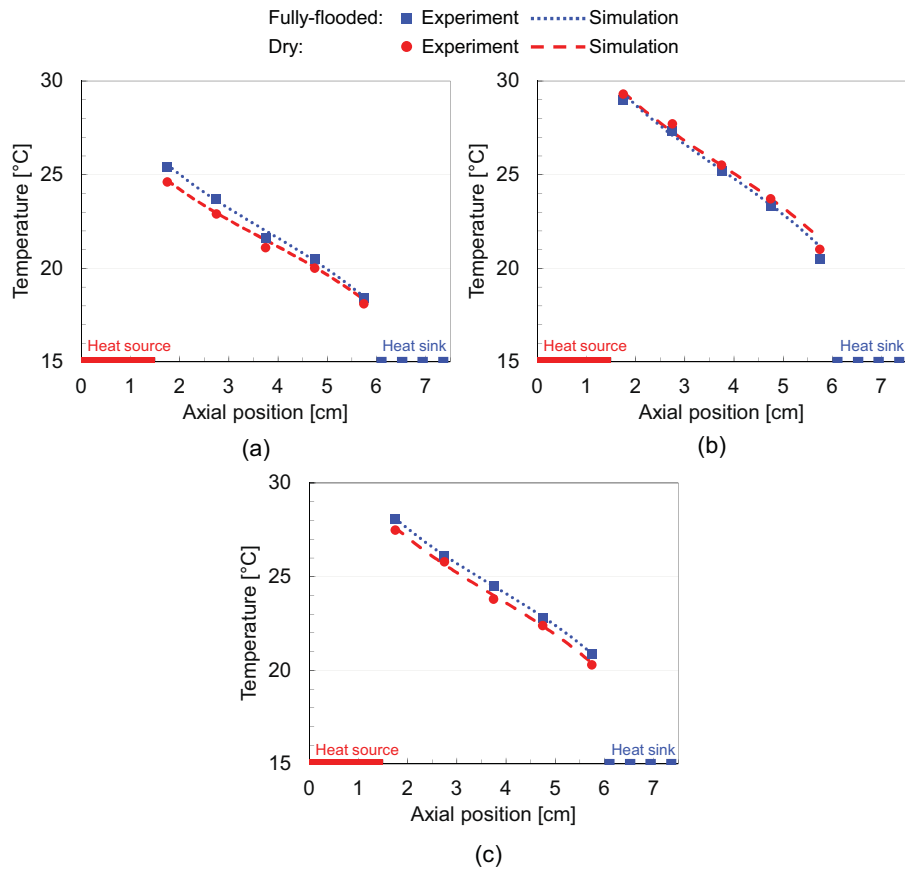 Fully-flooded: Experiment Simulation
Dry: Experiment Simulation
30
25
20
15
Temperature [°C]
Heat source
Heat sink
0 1 2 3 4 5 6 7
Axial position [cm]
(a)
30
25
20
15
Temperature [°C]
Heat source
Heat sink
0 1 2 3 4 5 6 7
Axial position [cm]
(b)
30
25
20
15
Temperature [°C]
Heat source
Heat sink
0 1 2 3 4 5 6 7
Axial position [cm]
(c)